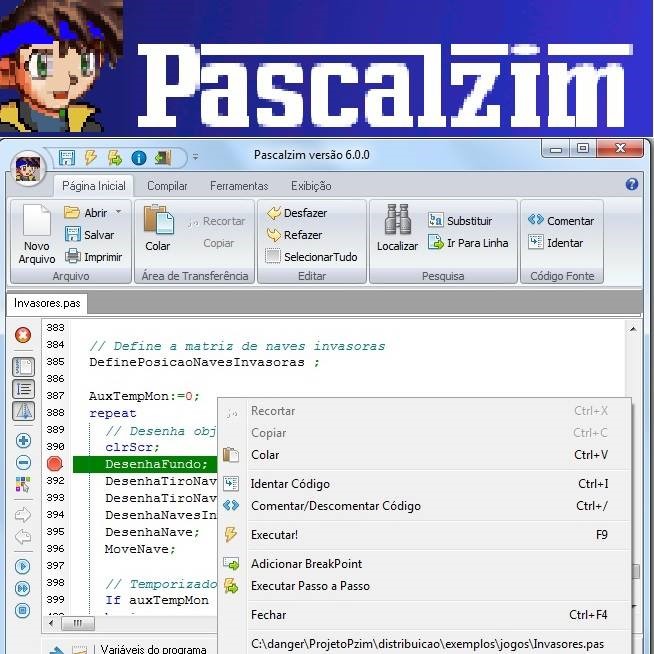 Pascalzim
Pascalzim versão 6.0.0
Página Inicial Compilar Ferramentas Exibição
Novo Arquivo
Abrir
Salvar
Imprimir
Arquivo
Colar
Recortar
Copiar
Área de Transferência
Desfazer
Refazer
SelecionarTudo
Editar
Localizar
Substituir
Ir Para Linha
Pesquisa
Comentar
Identar
Código Fonte
Invasores.pas
383
384 // Define a matriz de naves invasoras
385 DefinePosicaoNavesInvasoras ;
386
387 AuxTempMon:=0;
388 repeat
389 // Desenha obj
390 clrScr;
DesenhaFundo;
392 DesenhaTiroNav
393 DesenhaTiroNav
394 DesenhaNavesIn
395 DesenhaNave;
396 MoveNave;
397
398 // Temporizado
399 If auxTempMon
Recortar Ctrl+X
Copiar Ctrl+C
Colar Ctrl+V
Identar Código Ctrl+I
Comentar/Descomentar Código Ctrl+/
Executar! F9
Adicionar BreakPoint
Executar Passo a Passo
Fechar Ctrl+F4
C:\danger\ProjetoPzim\distribuicao\exemplos\jogos\Invasores.pas
Variáveis do programa